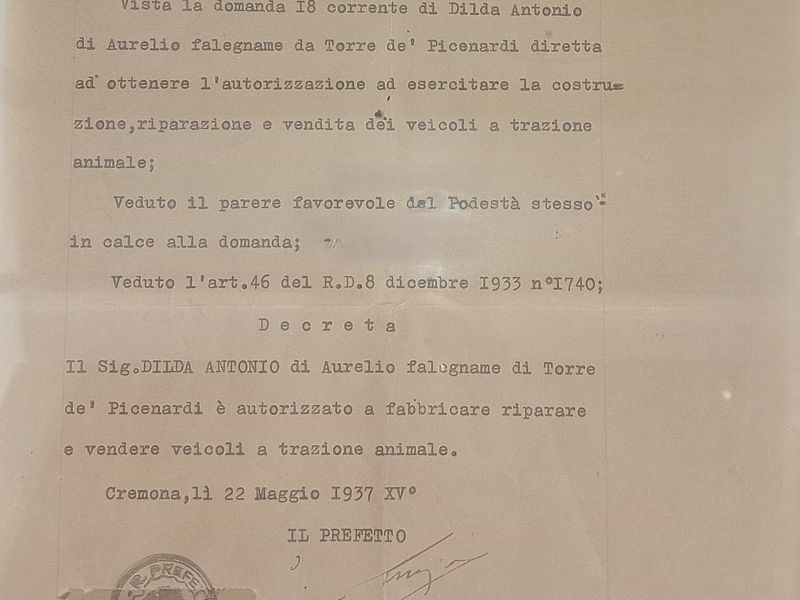 Vista la domanda I8 corrente di Dilda Antonio
di Aurelio falegname da Torre de' Picenardi diretta
ad ottenere l'autorizzazione ad esercitare la costru=
zione,riparazione e vendita dei veicoli a trazione
animale;
Veduto il parere favorevole del Podestà stesso
in calce alla domanda;
Veduto l'art.46 del R.D.8 dicembre I933 n°I740;
D e c r e t a
Il Sig.DILDA ANTONIO di Aurelio falegname di Torre
de' Picenardi è autorizzato a fabbricare riparare
e vendere veicoli a trazione animale.
Cremona,lì 22 Maggio I937 XV°
IL PREFETTO
R. PREFE